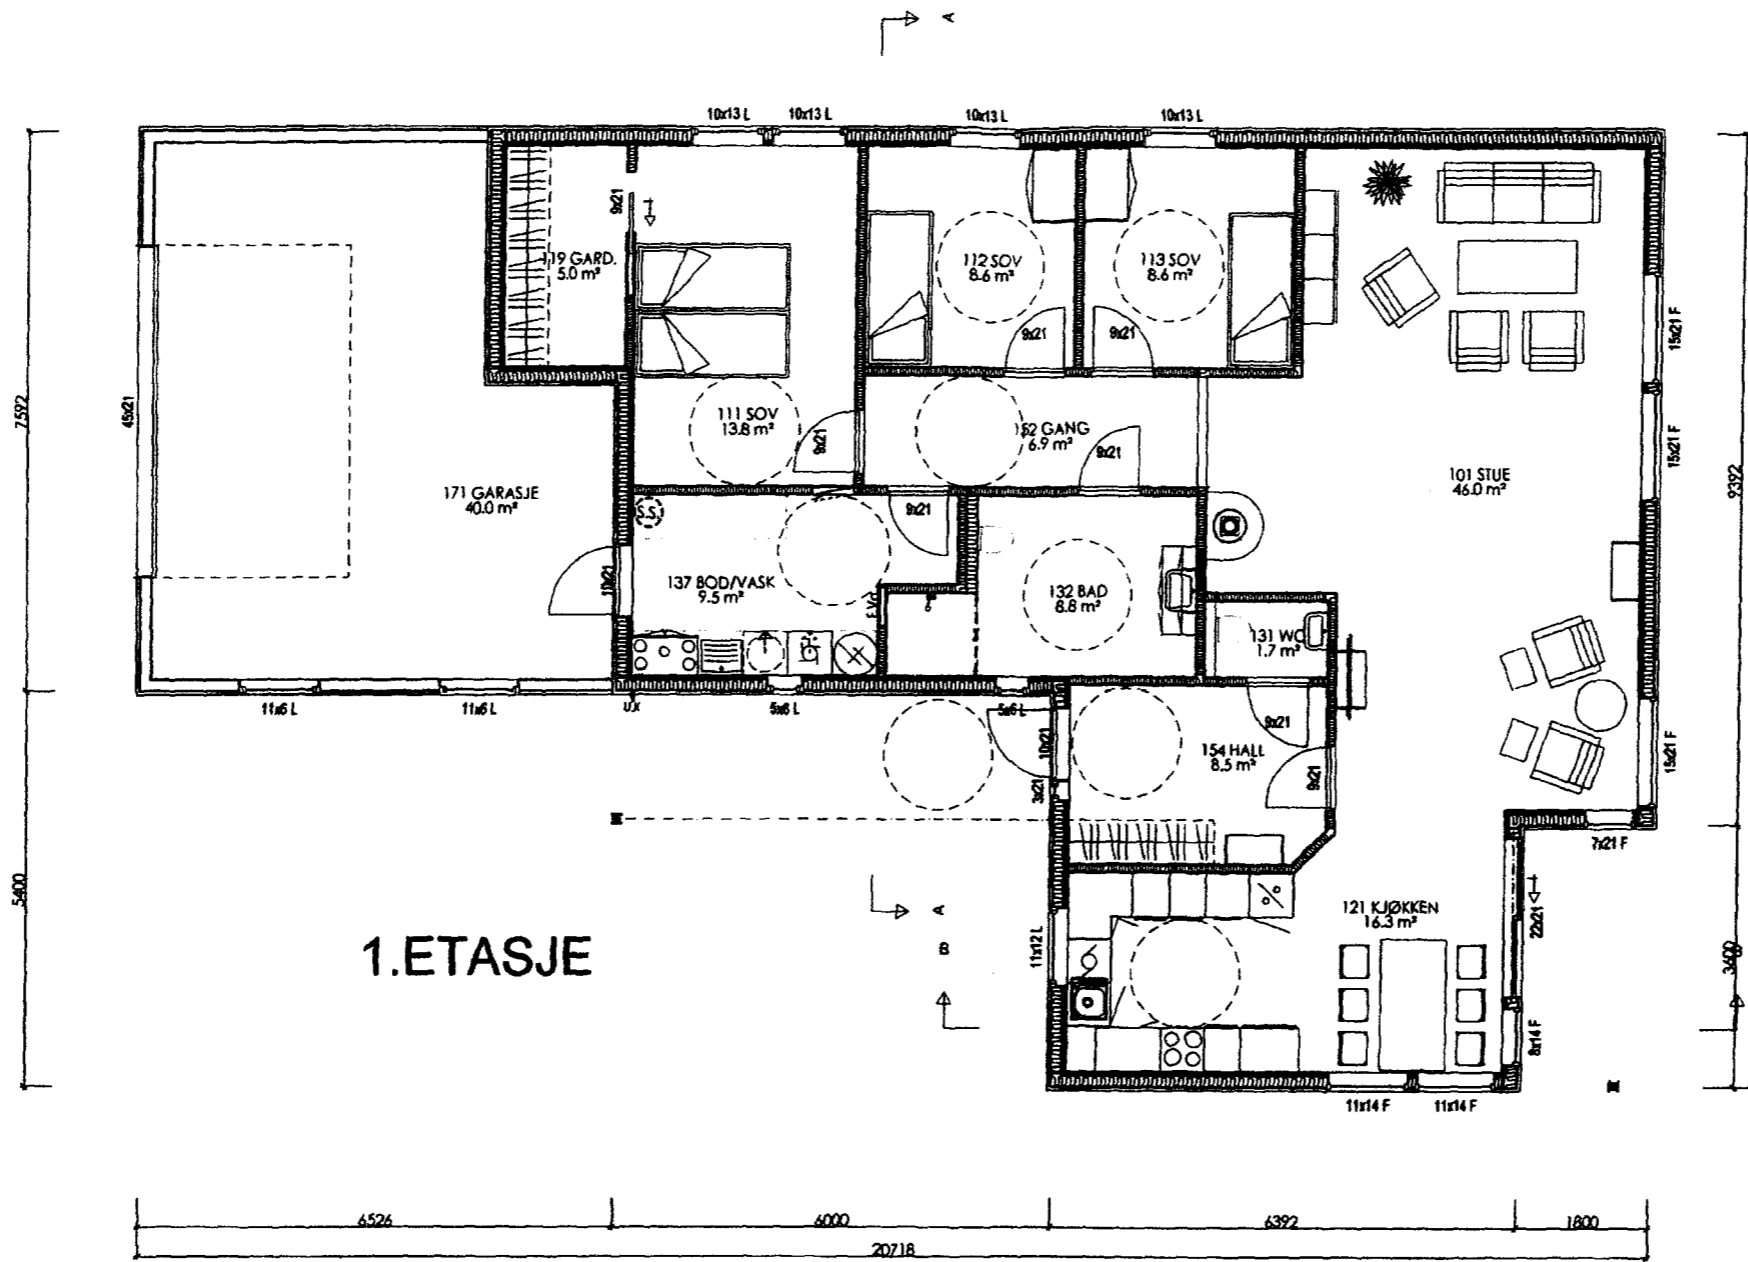 A
10x13 L
10x13 L
10x13 L
10x13 L
9x21
119 GARD.
5.0 m²
112 SOV
8.6 m²
113 SOV
8.6 m²
9x21
9x21
15x21 F
7592
45x21
111 SOV
13.8 m²
9x21
152 GANG
6.9 m²
9x21
15x21 F
101 STUE
46.0 m²
9392
171 GARASJE
40.0 m²
S.S.
9x21
10x21
137 BOD/VASK
9.5 m²
132 BAD
8.8 m²
131 WC
1.7 m²
11x6 L
11x6 L
5x6 L
5x6 L
10x21
3x21
154 HALL
8.5 m²
9x21
9x21
15x21 F
7x21 F
5400
A
B
1.ETASJE
11x12 L
121 KJØKKEN
16.3 m²
22x21
3600
8x14 F
11x14 F
11x14 F
6526
6000
6392
1800
20718